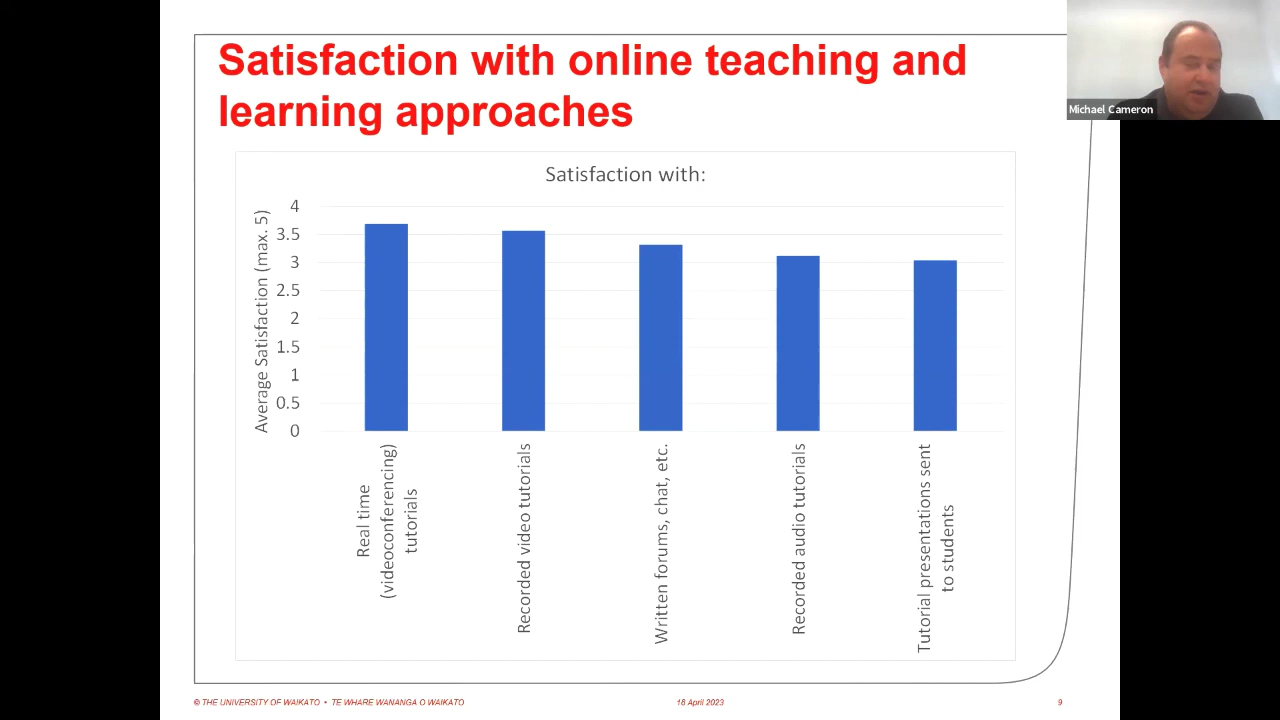 Satisfaction with online teaching and
learning approaches
Michael Cameron
Satisfaction with:
Average Satisfaction (max. 5)
4
3.5
3
2.5
2
1.5
1
0.5
0
Real time
(videoconferencing)
tutorials
Recorded video tutorials
Written forums, chat, etc.
Recorded audio tutorials
Tutorial presentations sent
to students
© THE UNIVERSITY OF WAIKATO • TE WHARE WANANGA O WAIKATO
18 April 2023
9